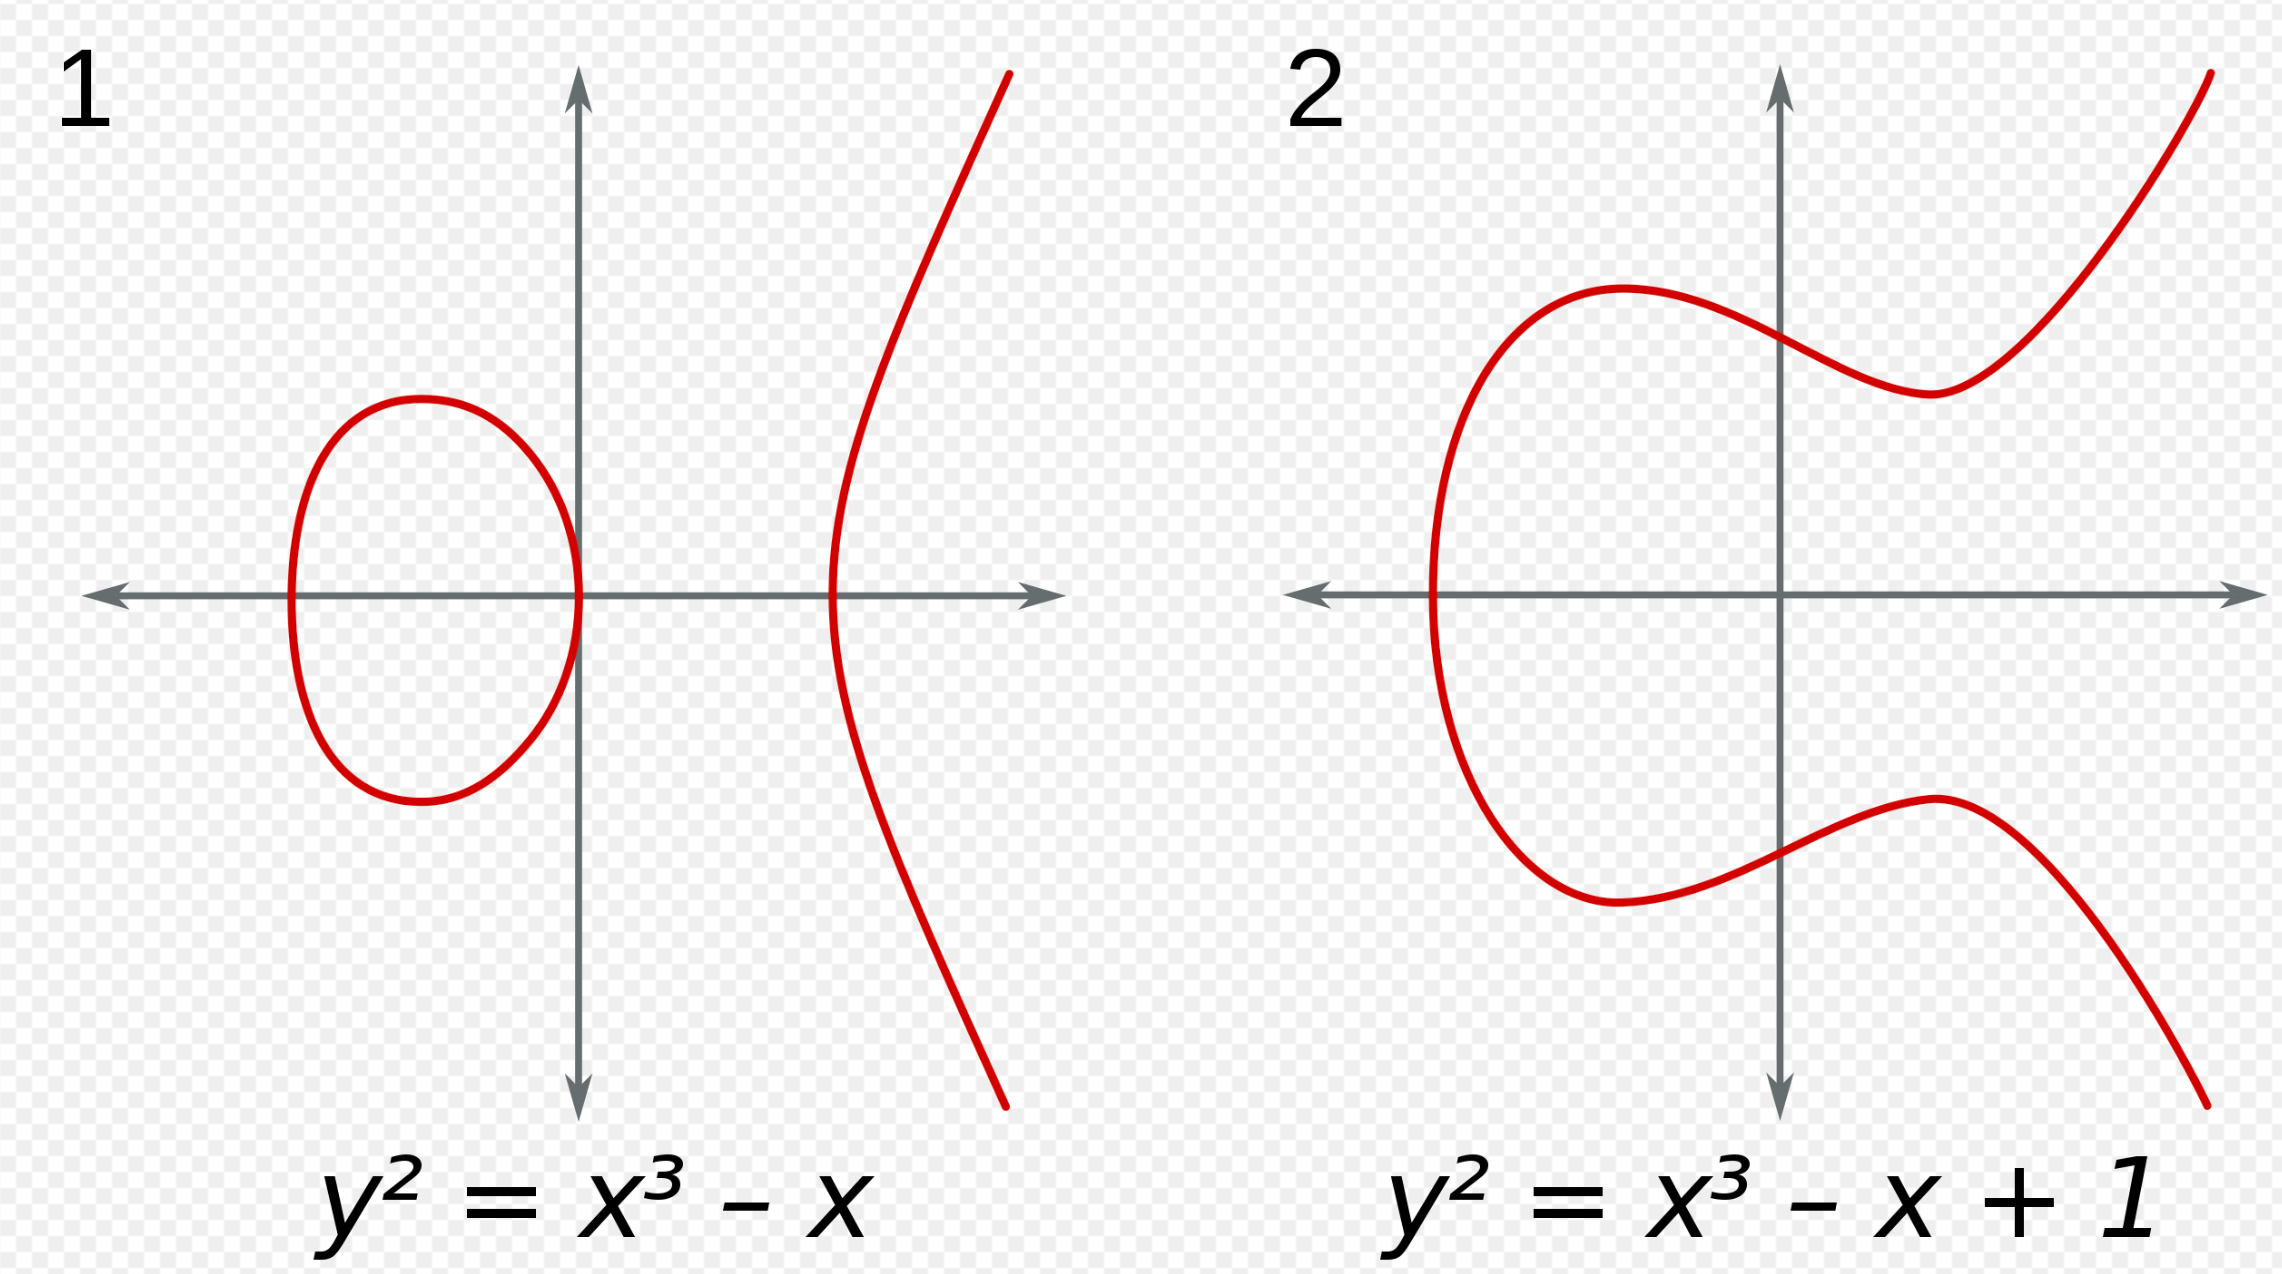 1
2
y² = x³ – x
y² = x³ – x + 1